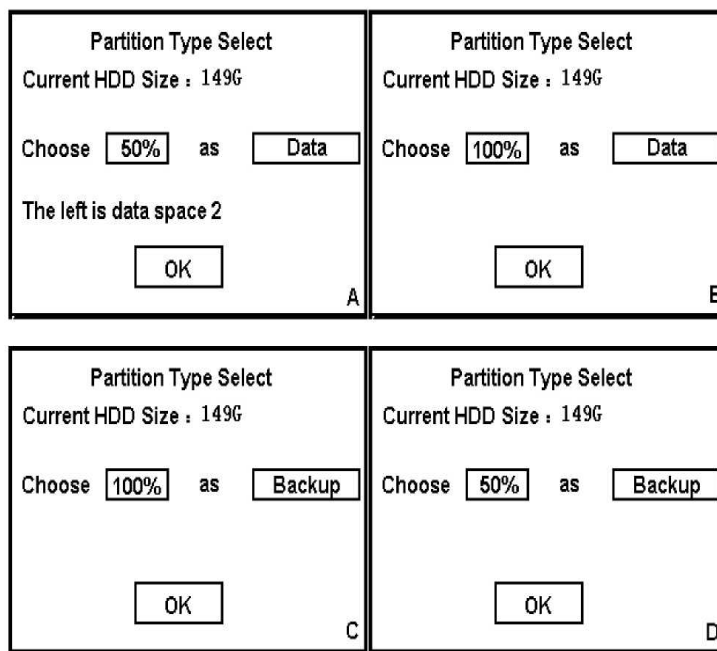 Partition Type Select
Current HDD Size : 149G
Choose 50% as Data
The left is data space 2
OK
A
Partition Type Select
Current HDD Size : 149G
Choose 100% as Data
OK
B
Partition Type Select
Current HDD Size : 149G
Choose 100% as Backup
OK
C
Partition Type Select
Current HDD Size : 149G
Choose 50% as Backup
OK
D